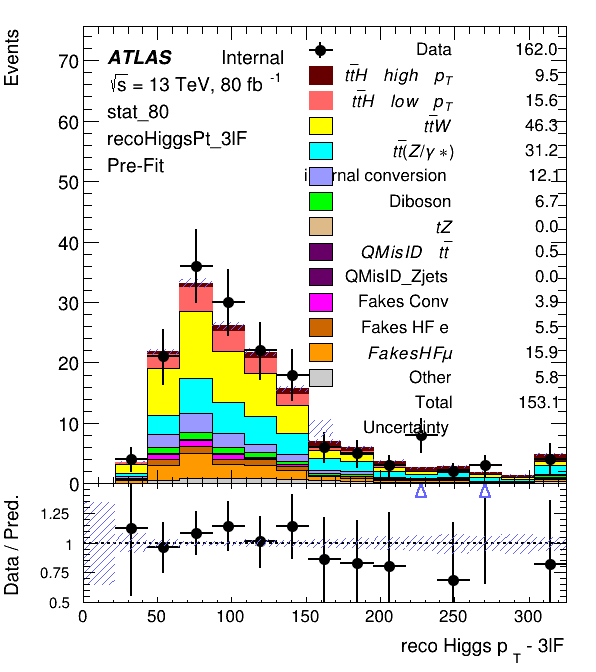 Events
ATLAS Internal
√s = 13 TeV, 80 fb⁻¹
stat_80
recoHiggsPt_3lF
Pre-Fit
Data 162.0
tt̄H high p_T 9.5
tt̄H low p_T 15.6
tt̄W 46.3
tt̄(Z/γ*) 31.2
rnal conversion 12.1
Diboson 6.7
tZ 0.0
QMisID tt̄ 0.5
QMisID_Zjets 0.0
Fakes Conv 3.9
Fakes HF e 5.5
FakesHFμ 15.9
Other 5.8
Total 153.1
Uncertainty
70
60
50
40
30
20
10
0
Data / Pred.
1.25
1
0.75
0.5
0 50 100 150 200 250 300
reco Higgs p_T - 3lF